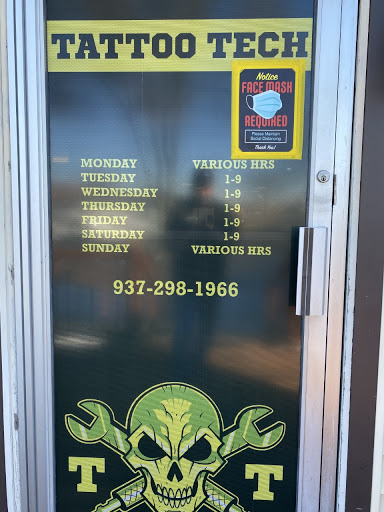 TATTOO TECH
Notice
FACE MASK
REQUIRED
Please Maintain
Social Distancing
Thank You!
MONDAY VARIOUS HRS
TUESDAY 1-9
WEDNESDAY 1-9
THURSDAY 1-9
FRIDAY 1-9
SATURDAY 1-9
SUNDAY VARIOUS HRS
937-298-1966
T T